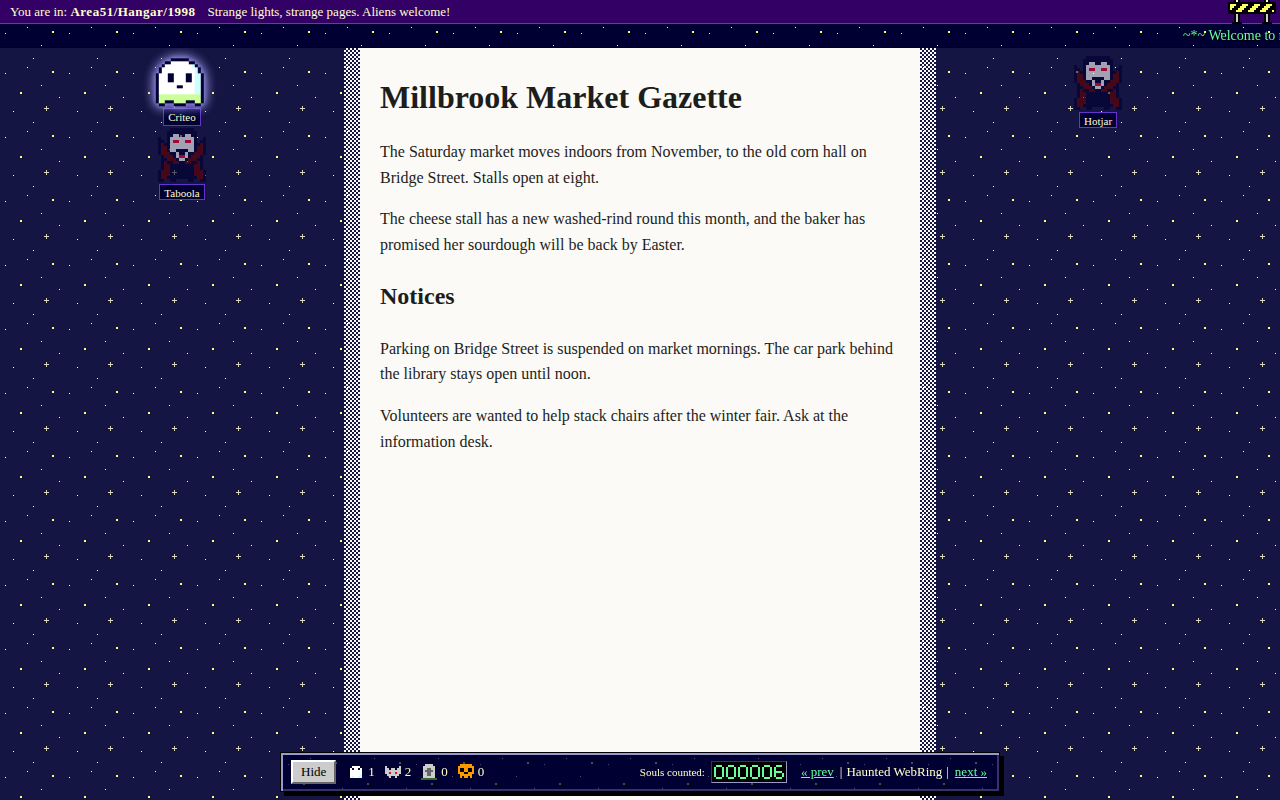 You are in: Area51/Hangar/1998 Strange lights, strange pages. Aliens welcome!
~*~ Welcome to
Criteo
Taboola
Hotjar
Millbrook Market Gazette
The Saturday market moves indoors from November, to the old corn hall on
Bridge Street. Stalls open at eight.
The cheese stall has a new washed-rind round this month, and the baker has
promised her sourdough will be back by Easter.
Notices
Parking on Bridge Street is suspended on market mornings. The car park behind
the library stays open until noon.
Volunteers are wanted to help stack chairs after the winter fair. Ask at the
information desk.
Hide 1 2 0 0 Souls counted: 000006 « prev | Haunted WebRing | next »